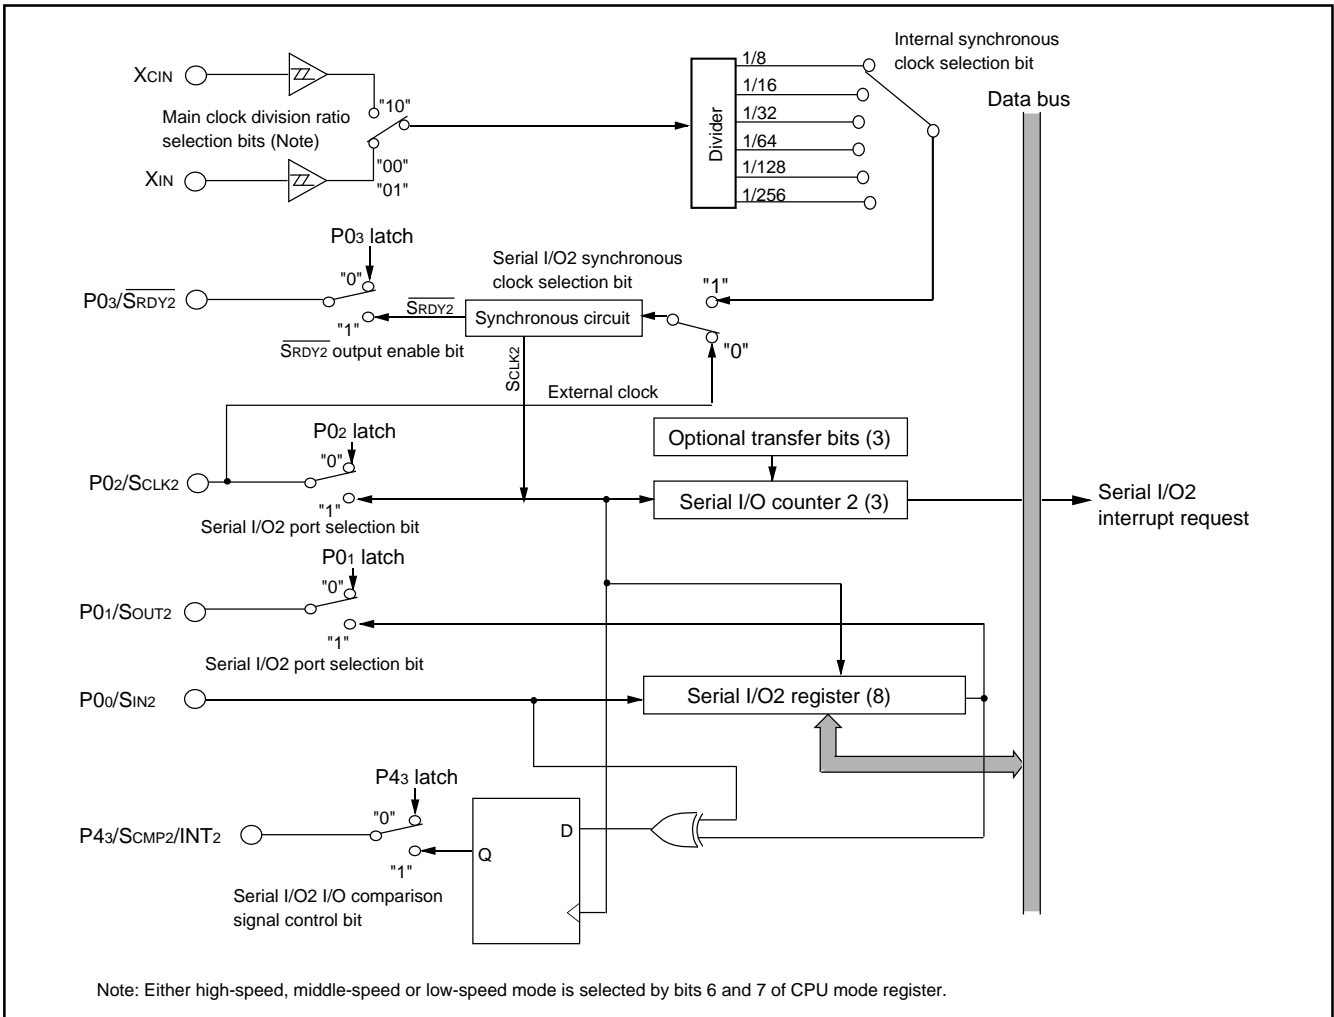 Internal synchronous
clock selection bit
XCIN
Main clock division ratio
selection bits (Note)
"10"
"00"
"01"
XIN
Divider
1/8
1/16
1/32
1/64
1/128
1/256
Data bus
P03 latch
"0"
P03/SRDY2
"1"
SRDY2
SRDY2 output enable bit
Serial I/O2 synchronous
clock selection bit
Synchronous circuit
"1"
"0"
SCLK2
External clock
P02 latch
"0"
P02/SCLK2
"1"
Serial I/O2 port selection bit
Optional transfer bits (3)
Serial I/O counter 2 (3)
Serial I/O2
interrupt request
P01 latch
"0"
P01/SOUT2
"1"
Serial I/O2 port selection bit
P00/SIN2
Serial I/O2 register (8)
P43 latch
"0"
P43/SCMP2/INT2
"1"
D
Q
Serial I/O2 I/O comparison
signal control bit
Note: Either high-speed, middle-speed or low-speed mode is selected by bits 6 and 7 of CPU mode register.